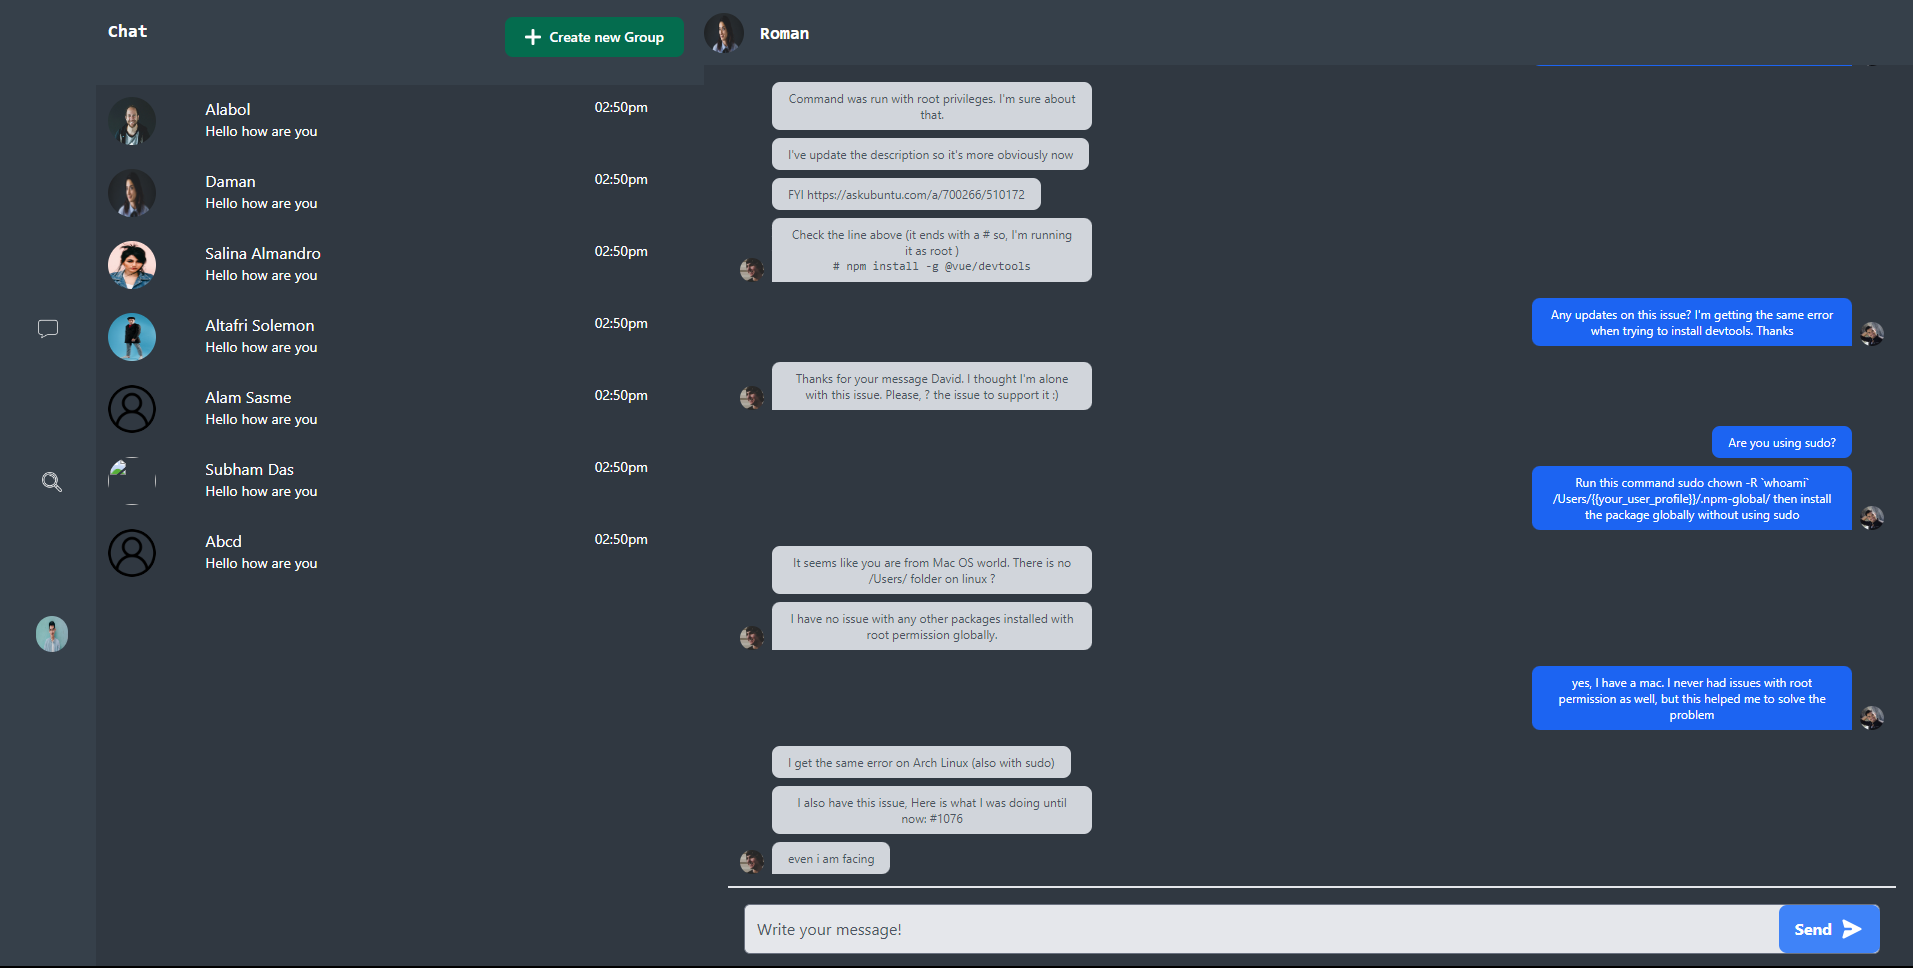 Chat
Create new Group
Alabol
02:50pm
Hello how are you
Daman
02:50pm
Hello how are you
Salina Almandro
02:50pm
Hello how are you
Altafri Solemon
02:50pm
Hello how are you
Alam Sasme
02:50pm
Hello how are you
Subham Das
02:50pm
Hello how are you
Abcd
02:50pm
Hello how are you
Roman
Command was run with root privileges. I'm sure about
that.
I've update the description so it's more obviously now
FYI https://askubuntu.com/a/700266/510172
Check the line above (it ends with a # so, I'm running
it as root )
# npm install -g @vue/devtools
Any updates on this issue? I'm getting the same error
when trying to install devtools. Thanks
Thanks for your message David. I thought I'm alone
with this issue. Please, ? the issue to support it :)
Are you using sudo?
Run this command sudo chown -R `whoami`
/Users/{{your_user_profile}}/.npm-global/ then install
the package globally without using sudo
It seems like you are from Mac OS world. There is no
/Users/ folder on linux ?
I have no issue with any other packages installed with
root permission globally.
yes, I have a mac. I never had issues with root
permission as well, but this helped me to solve the
problem
I get the same error on Arch Linux (also with sudo)
I also have this issue, Here is what I was doing until
now: #1076
even i am facing
Write your message!
Send